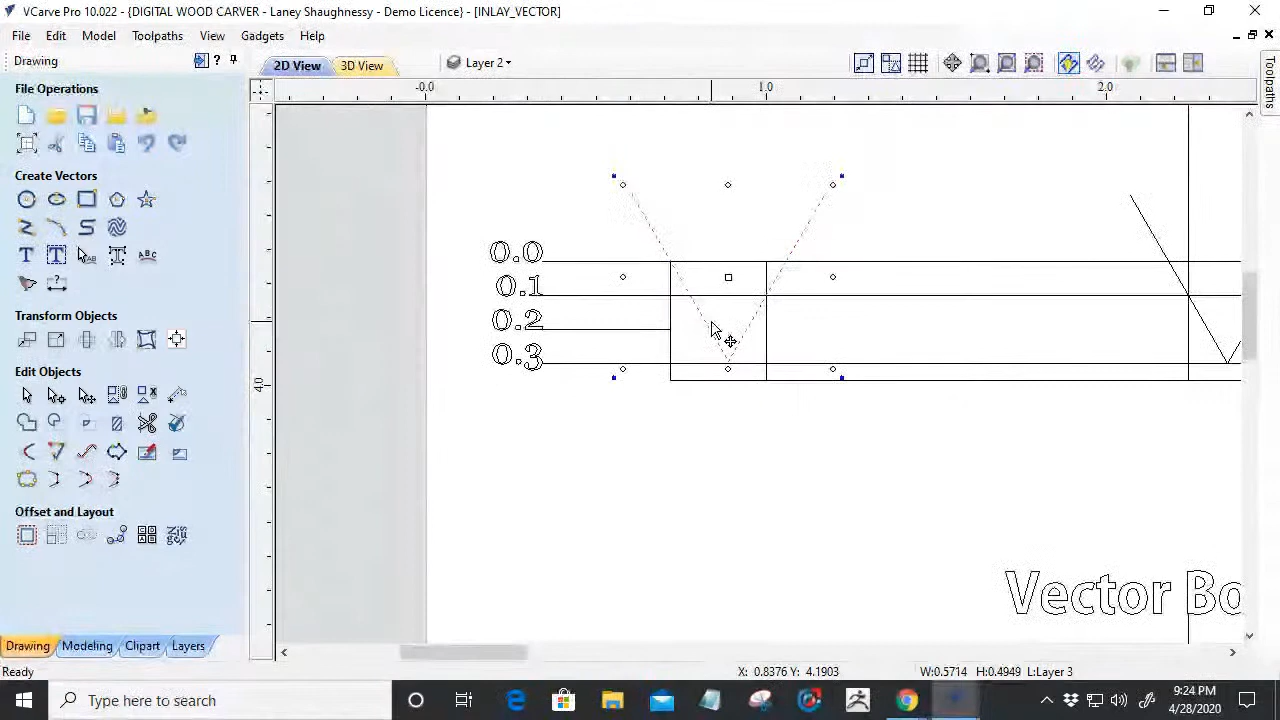 VCarve Pro 10.022 - {DIGITAL WOOD CARVER - Laney Shaughnessy - Demo Licence} - [INLAY_VECTOR]
File Edit Model Toolpaths View Gadgets Help
Drawing
2D View 3D View Layer 2
Toolpaths
File Operations
-0.0 1.0 2.0
Create Vectors
0.0
0.1
Transform Objects
0.2
0.3
Edit Objects
4.0
Offset and Layout
Vector Bo
Drawing Modeling Clipart Layers
Ready X: 0.8376 Y: 4.1903 W:0.5714 H:0.4949 L:Layer 3
Type here to search
9:24 PM
4/28/2020